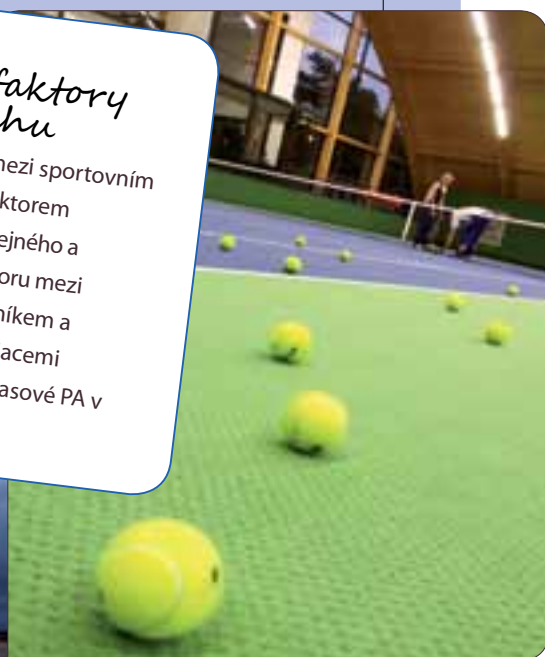 faktory
hu
mezi sportovním
ktorem
ejného a
oru mezi
níkem a
acemi
asové PA v